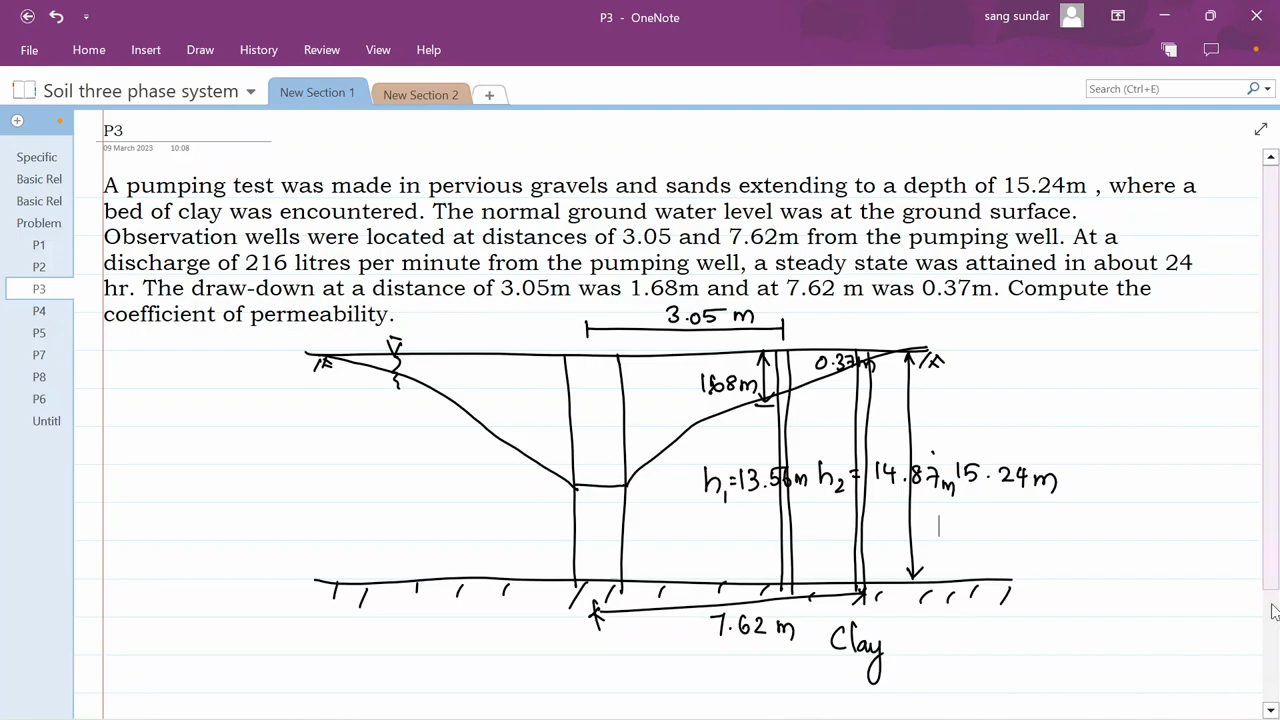 P3 - OneNote
sang sundar
File Home Insert Draw History Review View Help
Soil three phase system
New Section 1
New Section 2
Search (Ctrl+E)
P3
09 March 2023 10:08
Specific
Basic Rel
Basic Rel
Problem
P1
P2
P3
P4
P5
P7
P8
P6
Untitl
A pumping test was made in pervious gravels and sands extending to a depth of 15.24m , where a
bed of clay was encountered. The normal ground water level was at the ground surface.
Observation wells were located at distances of 3.05 and 7.62m from the pumping well. At a
discharge of 216 litres per minute from the pumping well, a steady state was attained in about 24
hr. The draw-down at a distance of 3.05m was 1.68m and at 7.62 m was 0.37m. Compute the
coefficient of permeability.
3.05 m
0.37m
1.68m
h1=13.56m h2= 14.87m 15.24m
7.62 m
Clay